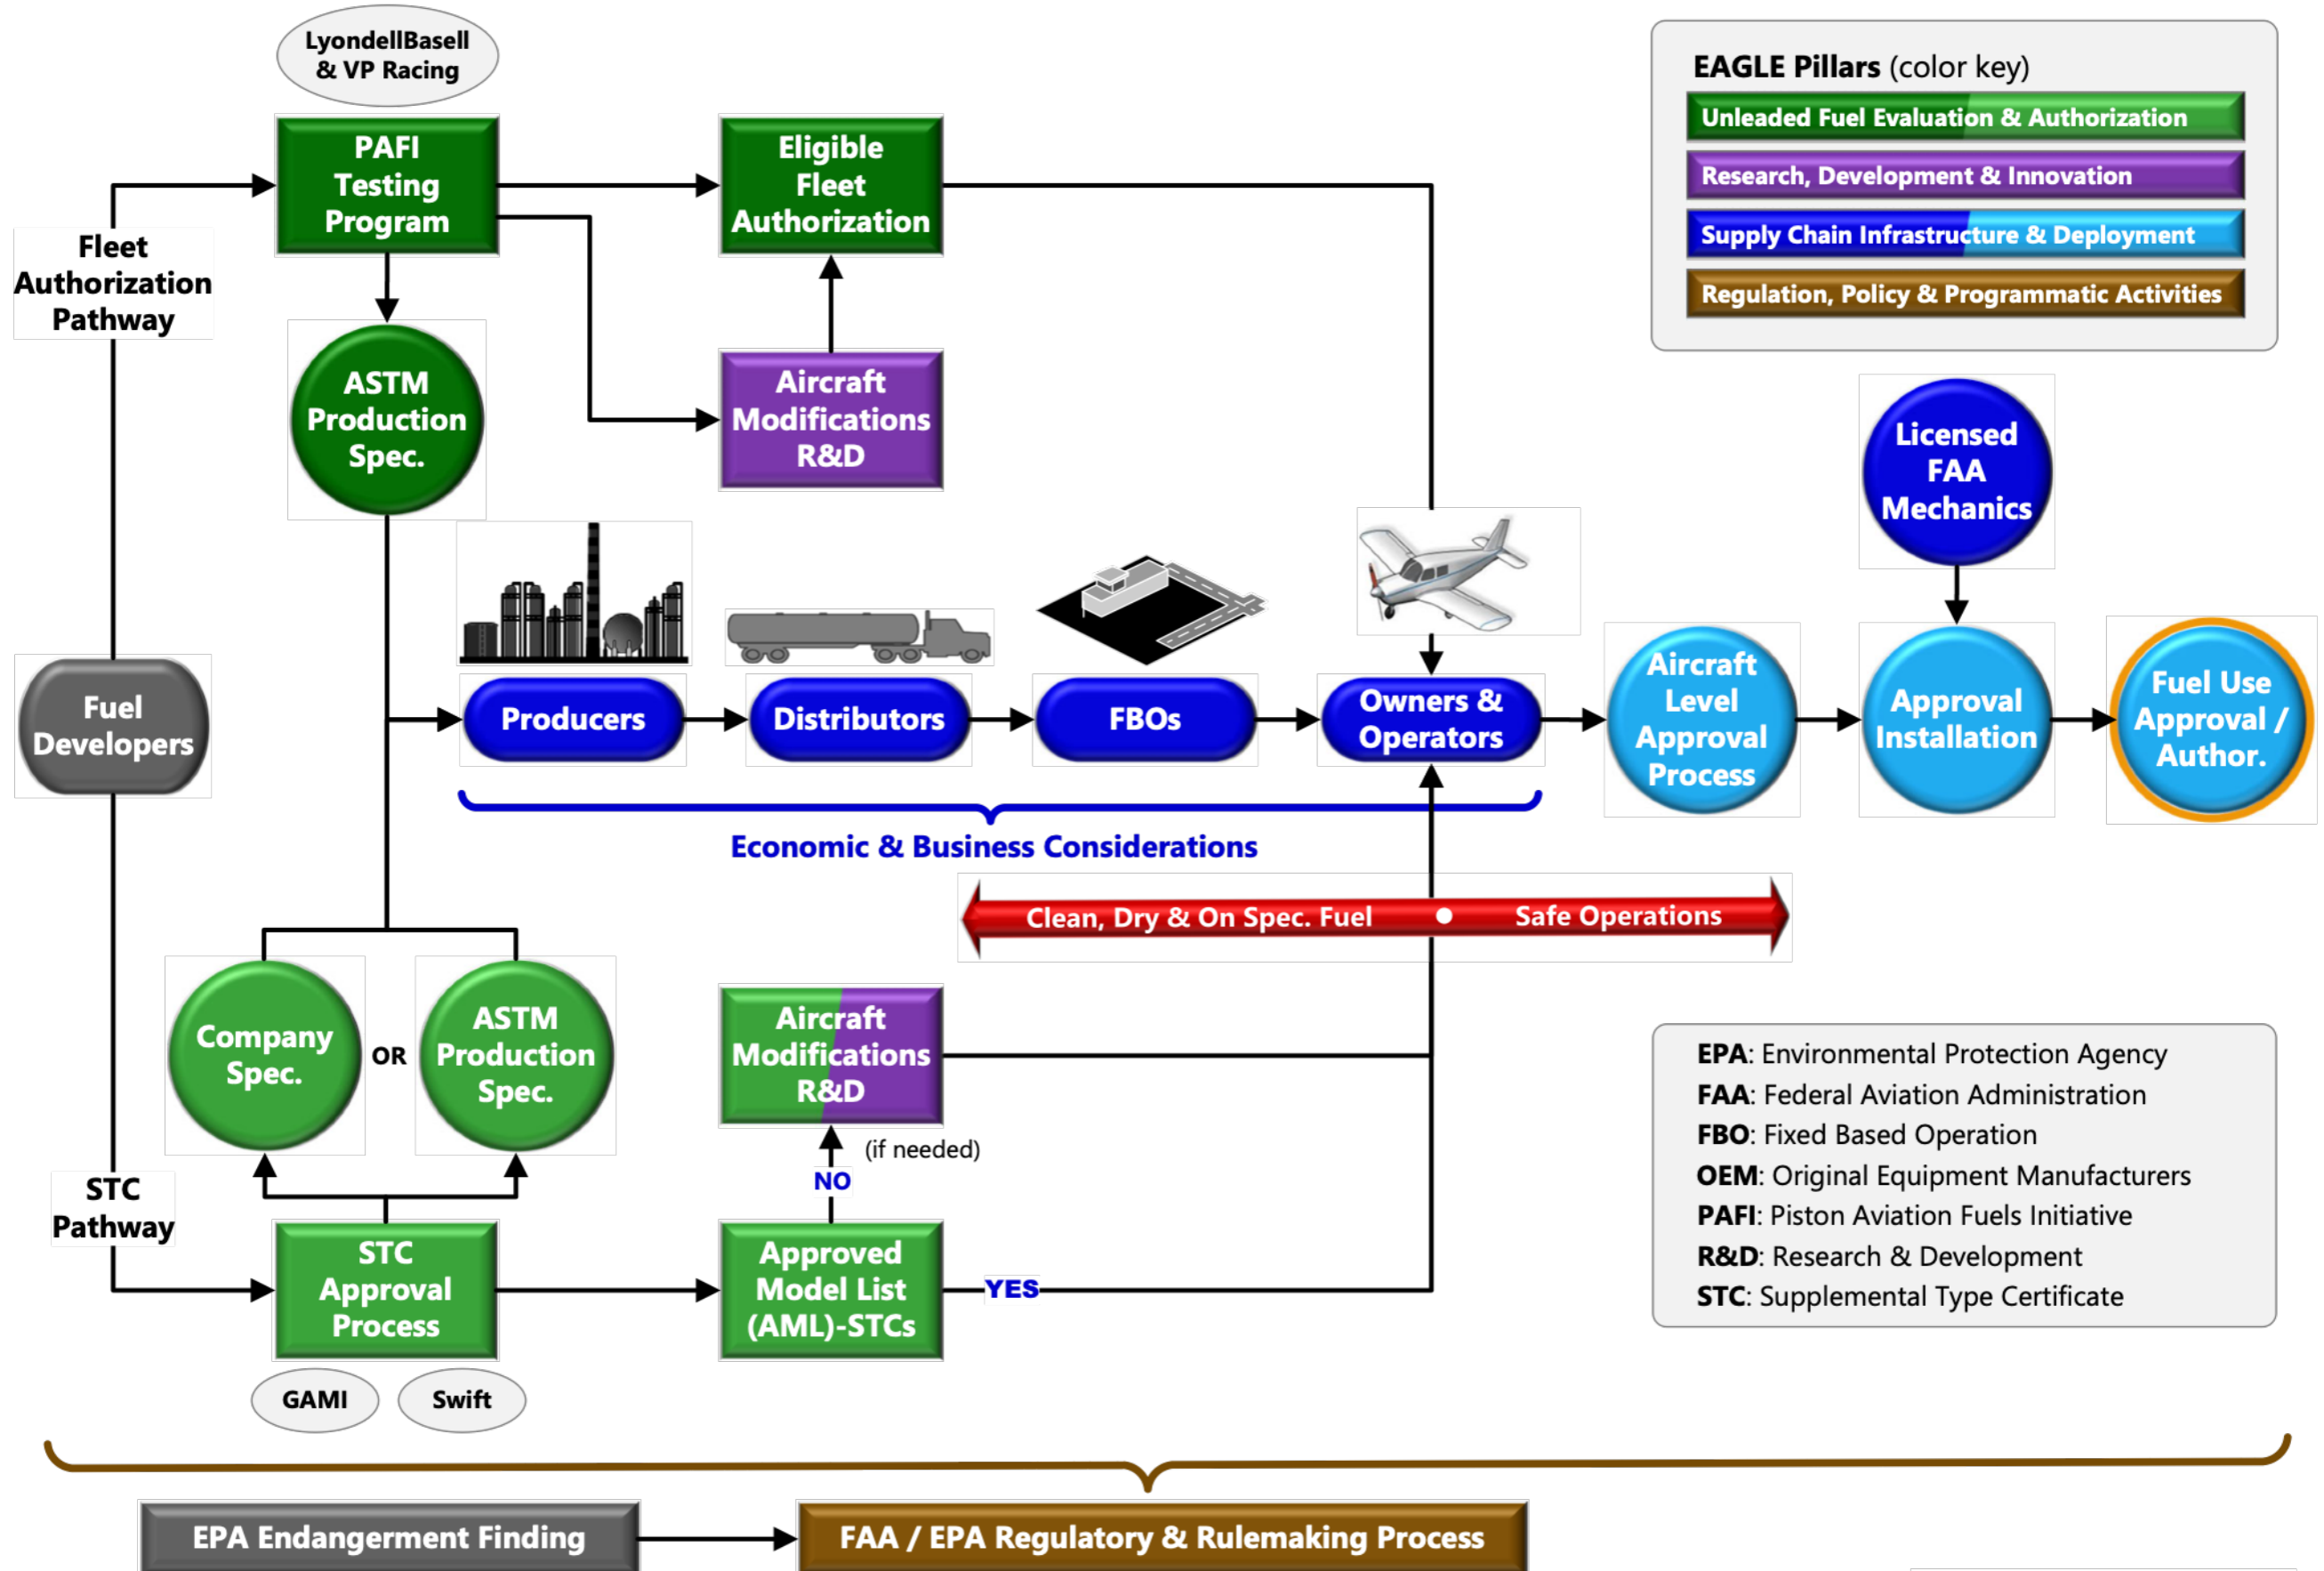 LyondellBasell
& VP Racing
EAGLE Pillars (color key)
Unleaded Fuel Evaluation & Authorization
Research, Development & Innovation
Supply Chain Infrastructure & Deployment
Regulation, Policy & Programmatic Activities
PAFI
Testing
Program
Eligible
Fleet
Authorization
Fleet
Authorization
Pathway
ASTM
Production
Spec.
Aircraft
Modifications
R&D
Licensed
FAA
Mechanics
Fuel
Developers
Producers
Distributors
FBOs
Owners &
Operators
Aircraft
Level
Approval
Process
Approval
Installation
Fuel Use
Approval /
Author.
Economic & Business Considerations
Clean, Dry & On Spec. Fuel • Safe Operations
Company
Spec.
OR
ASTM
Production
Spec.
Aircraft
Modifications
R&D
(if needed)
NO
STC
Pathway
STC
Approval
Process
Approved
Model List
(AML)-STCs
YES
GAMI
Swift
EPA: Environmental Protection Agency
FAA: Federal Aviation Administration
FBO: Fixed Based Operation
OEM: Original Equipment Manufacturers
PAFI: Piston Aviation Fuels Initiative
R&D: Research & Development
STC: Supplemental Type Certificate
EPA Endangerment Finding
FAA / EPA Regulatory & Rulemaking Process